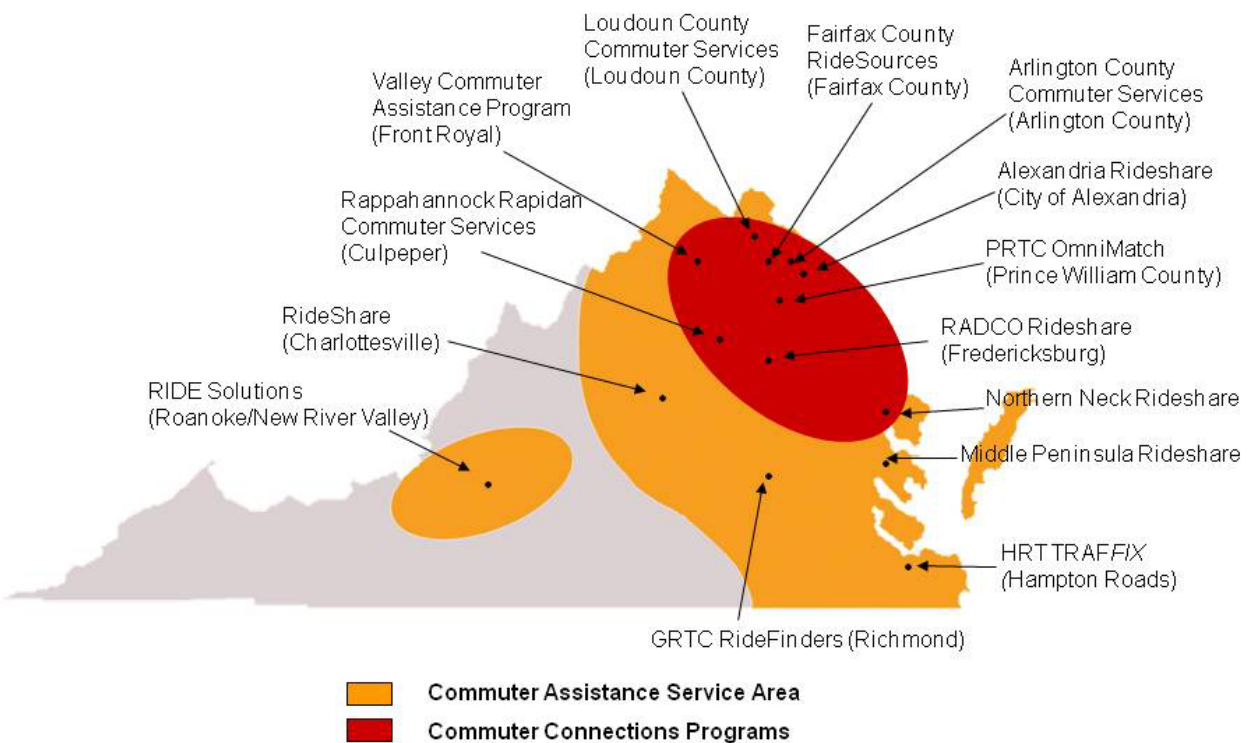 Loudoun County
Commuter Services
(Loudoun County)
Fairfax County
RideSources
(Fairfax County)
Arlington County
Commuter Services
(Arlington County)
Valley Commuter
Assistance Program
(Front Royal)
Alexandria Rideshare
(City of Alexandria)
Rappahannock Rapidan
Commuter Services
(Culpeper)
PRTC OmniMatch
(Prince William County)
RideShare
(Charlottesville)
RADCO Rideshare
(Fredericksburg)
RIDE Solutions
(Roanoke/New River Valley)
Northern Neck Rideshare
Middle Peninsula Rideshare
HRT TRAFFIX
(Hampton Roads)
GRTC RideFinders (Richmond)
Commuter Assistance Service Area
Commuter Connections Programs